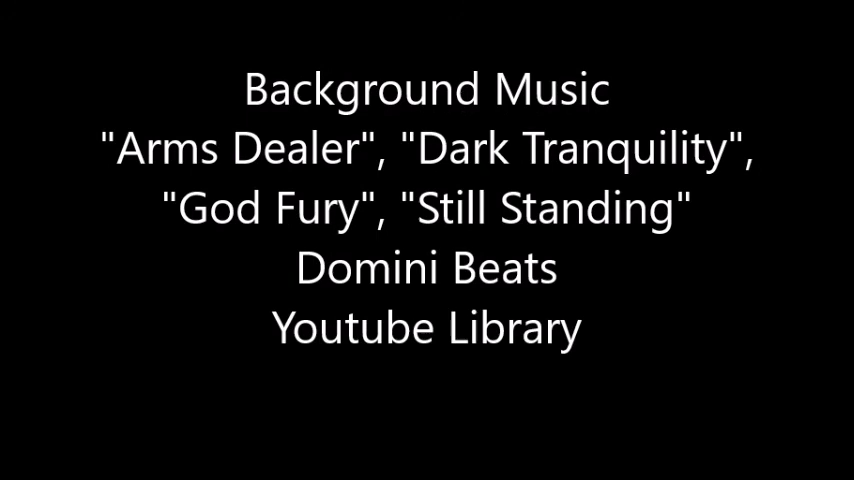 Background Music
"Arms Dealer", "Dark Tranquility",
"God Fury", "Still Standing"
Domini Beats
Youtube Library